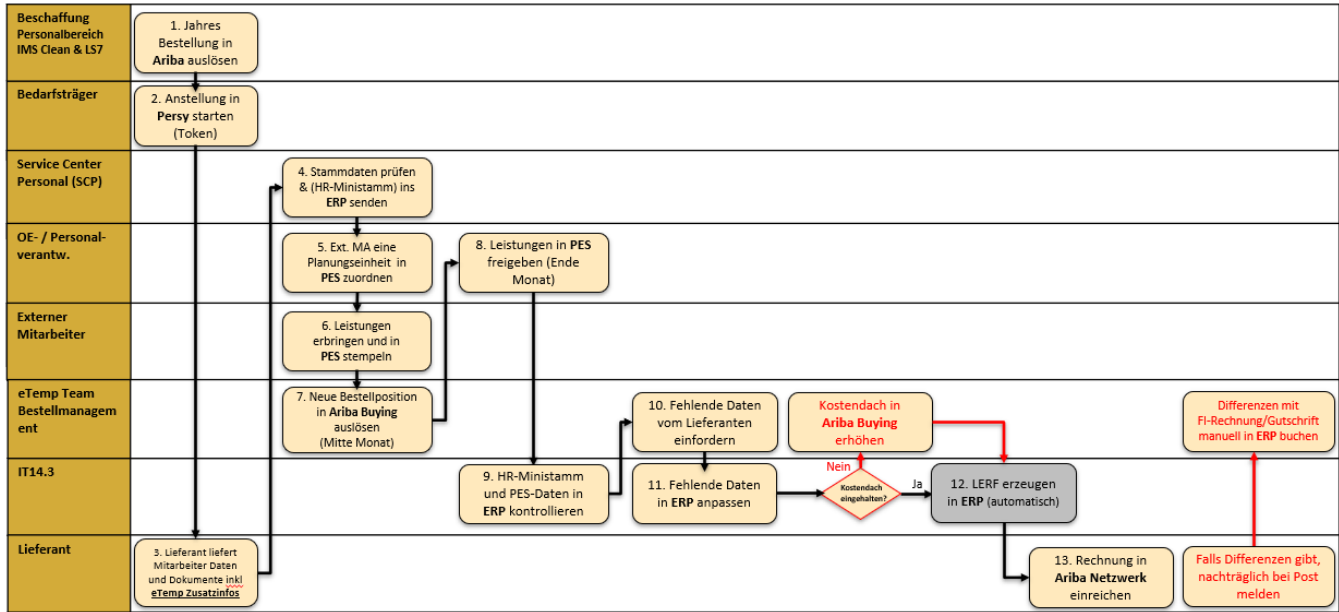 Beschaffung
Personalbereich
IMS Clean & LS7
1. Jahres
Bestellung in
Ariba auslösen
Bedarfsträger
2. Anstellung in
Persy starten
(Token)
Service Center
Personal (SCP)
4. Stammdaten prüfen
& (HR-Ministamm) ins
ERP senden
OE- / Personal-
verantw.
5. Ext. MA eine
Planungseinheit in
PES zuordnen
8. Leistungen in PES
freigeben (Ende
Monat)
Externer
Mitarbeiter
6. Leistungen
erbringen und in
PES stempeln
eTemp Team
Bestellmanagem
ent
7. Neue Bestellposition
in Ariba Buying
auslösen
(Mitte Monat)
10. Fehlende Daten
vom Lieferanten
einfordern
Kostendach in
Ariba Buying
erhöhen
Differenzen mit
FI-Rechnung/Gutschrift
manuell in ERP buchen
IT14.3
9. HR-Ministamm
und PES-Daten in
ERP kontrollieren
11. Fehlende Daten
in ERP anpassen
Nein
Kostendach
eingehalten?
Ja
12. LERF erzeugen
in ERP (automatisch)
Lieferant
3. Lieferant liefert
Mitarbeiter Daten
und Dokumente inkl
eTemp Zusatzinfos
13. Rechnung in
Ariba Netzwerk
einreichen
Falls Differenzen gibt,
nachträglich bei Post
melden